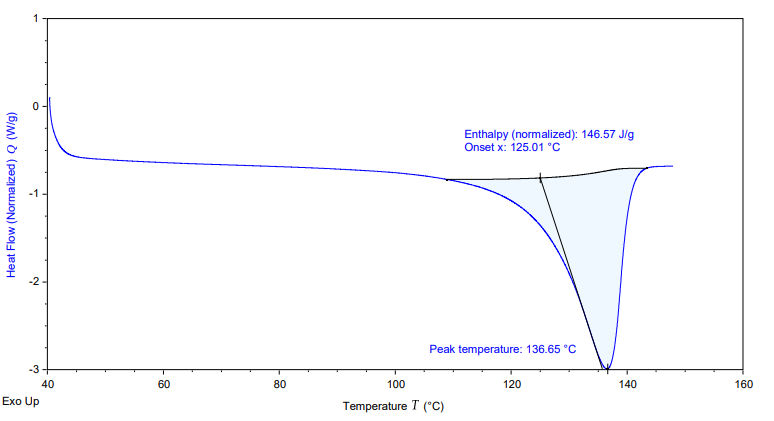 1
0
-1
-2
-3
Heat Flow (Normalized) Q (W/g)
Enthalpy (normalized): 146.57 J/g
Onset x: 125.01 °C
Peak temperature: 136.65 °C
40 60 80 100 120 140 160
Exo Up
Temperature T (°C)